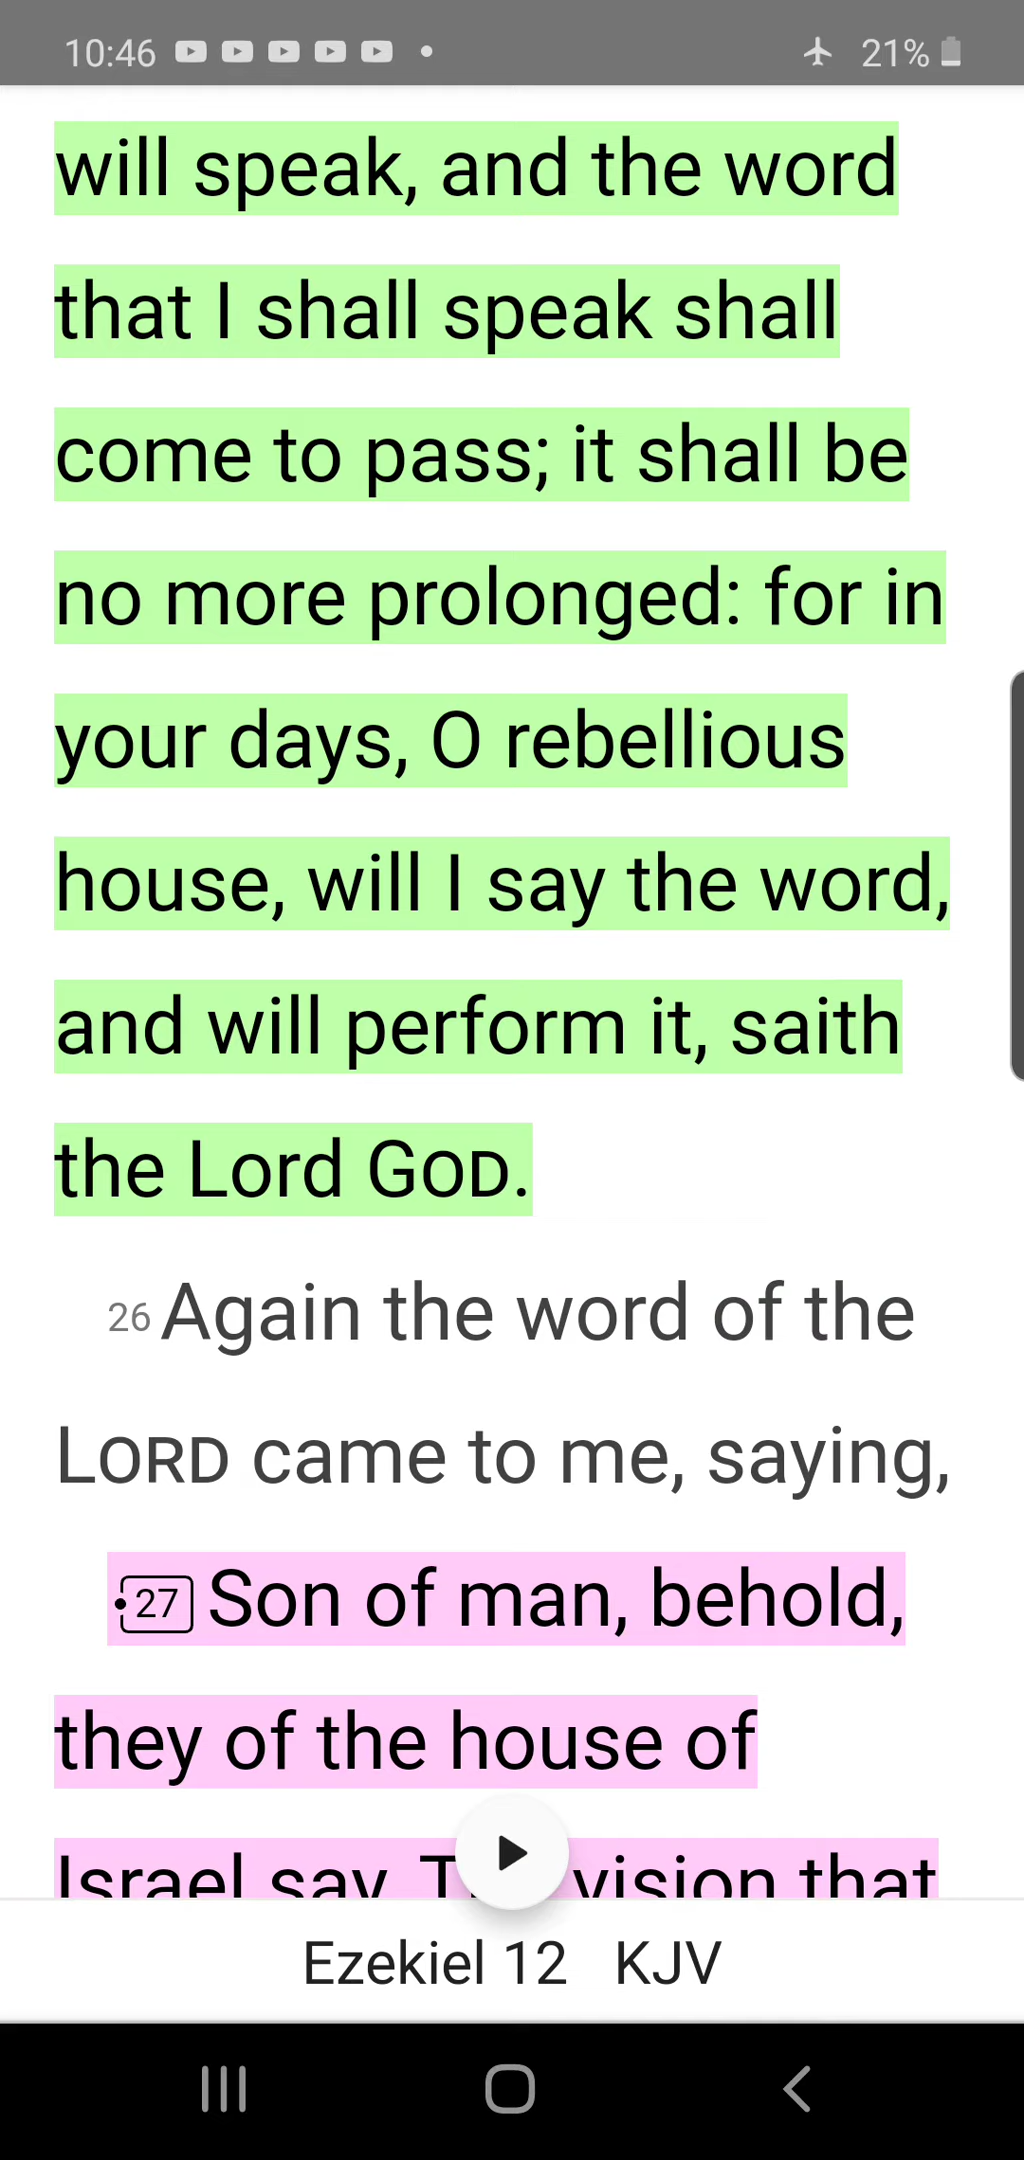 10:46 21%
will speak, and the word
that I shall speak shall
come to pass; it shall be
no more prolonged: for in
your days, O rebellious
house, will I say the word,
and will perform it, saith
the Lord GOD.
26 Again the word of the
LORD came to me, saying,
27 Son of man, behold,
they of the house of
Israel say, vision that
Ezekiel 12 KJV